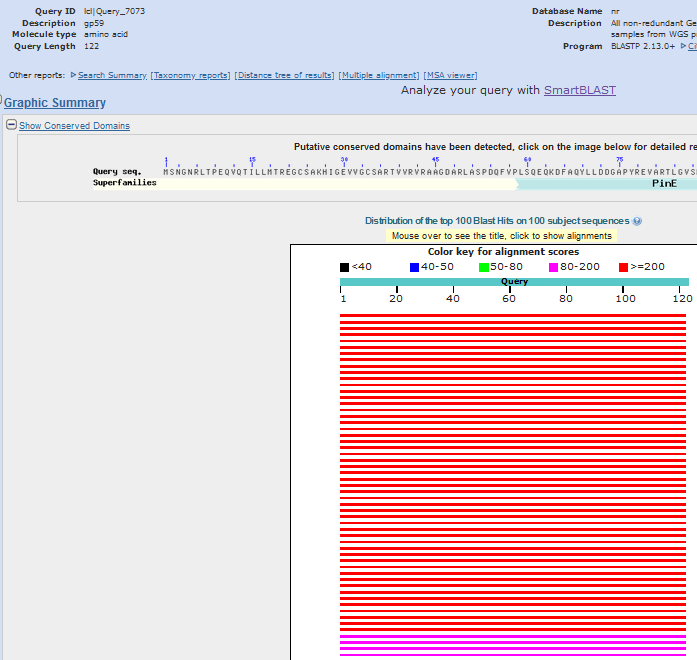 Query ID lcl|Query_7073
Description gp59
Molecule type amino acid
Query Length 122
Database Name nr
Description All non-redundant Ge
samples from WGS p
Program BLASTP 2.13.0+ Ci
Other reports: Search Summary [Taxonomy reports] [Distance tree of results] [Multiple alignment] [MSA viewer]
Analyze your query with SmartBLAST
Graphic Summary
Show Conserved Domains
Putative conserved domains have been detected, click on the image below for detailed re
1 15 30 45 60 75
Query seq. MSNGNRLTPEQVQTILLMTREGCSAKHIGEVVGCSARTVVRVRAAGDARLASPDQFVPLSQEQKDFAQYLLDDGAPYREVARTLGVS
Superfamilies PinE
Distribution of the top 100 Blast Hits on 100 subject sequences
Mouse over to see the title, click to show alignments
Color key for alignment scores
<40 40-50 50-80 80-200 >=200
Query
1 20 40 60 80 100 120